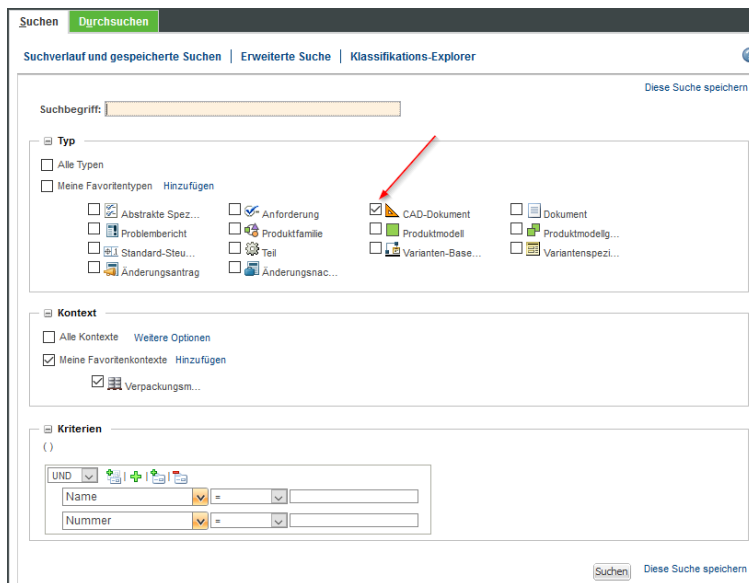 Suchen Durchsuchen
Suchverlauf und gespeicherte Suchen | Erweiterte Suche | Klassifikations-Explorer
Diese Suche speichern
Suchbegriff:
Typ
Alle Typen
Meine Favoritentypen Hinzufügen
Abstrakte Spez... Anforderung CAD-Dokument Dokument
Problembericht Produktfamilie Produktmodell Produktmodellg...
Standard-Steu... Teil Varianten-Base... Variantenspezi...
Änderungsantrag Änderungsnac...
Kontext
Alle Kontexte Weitere Optionen
Meine Favoritenkontexte Hinzufügen
Verpackungsm...
Kriterien
( )
UND
Name =
Nummer =
Suchen Diese Suche speichern